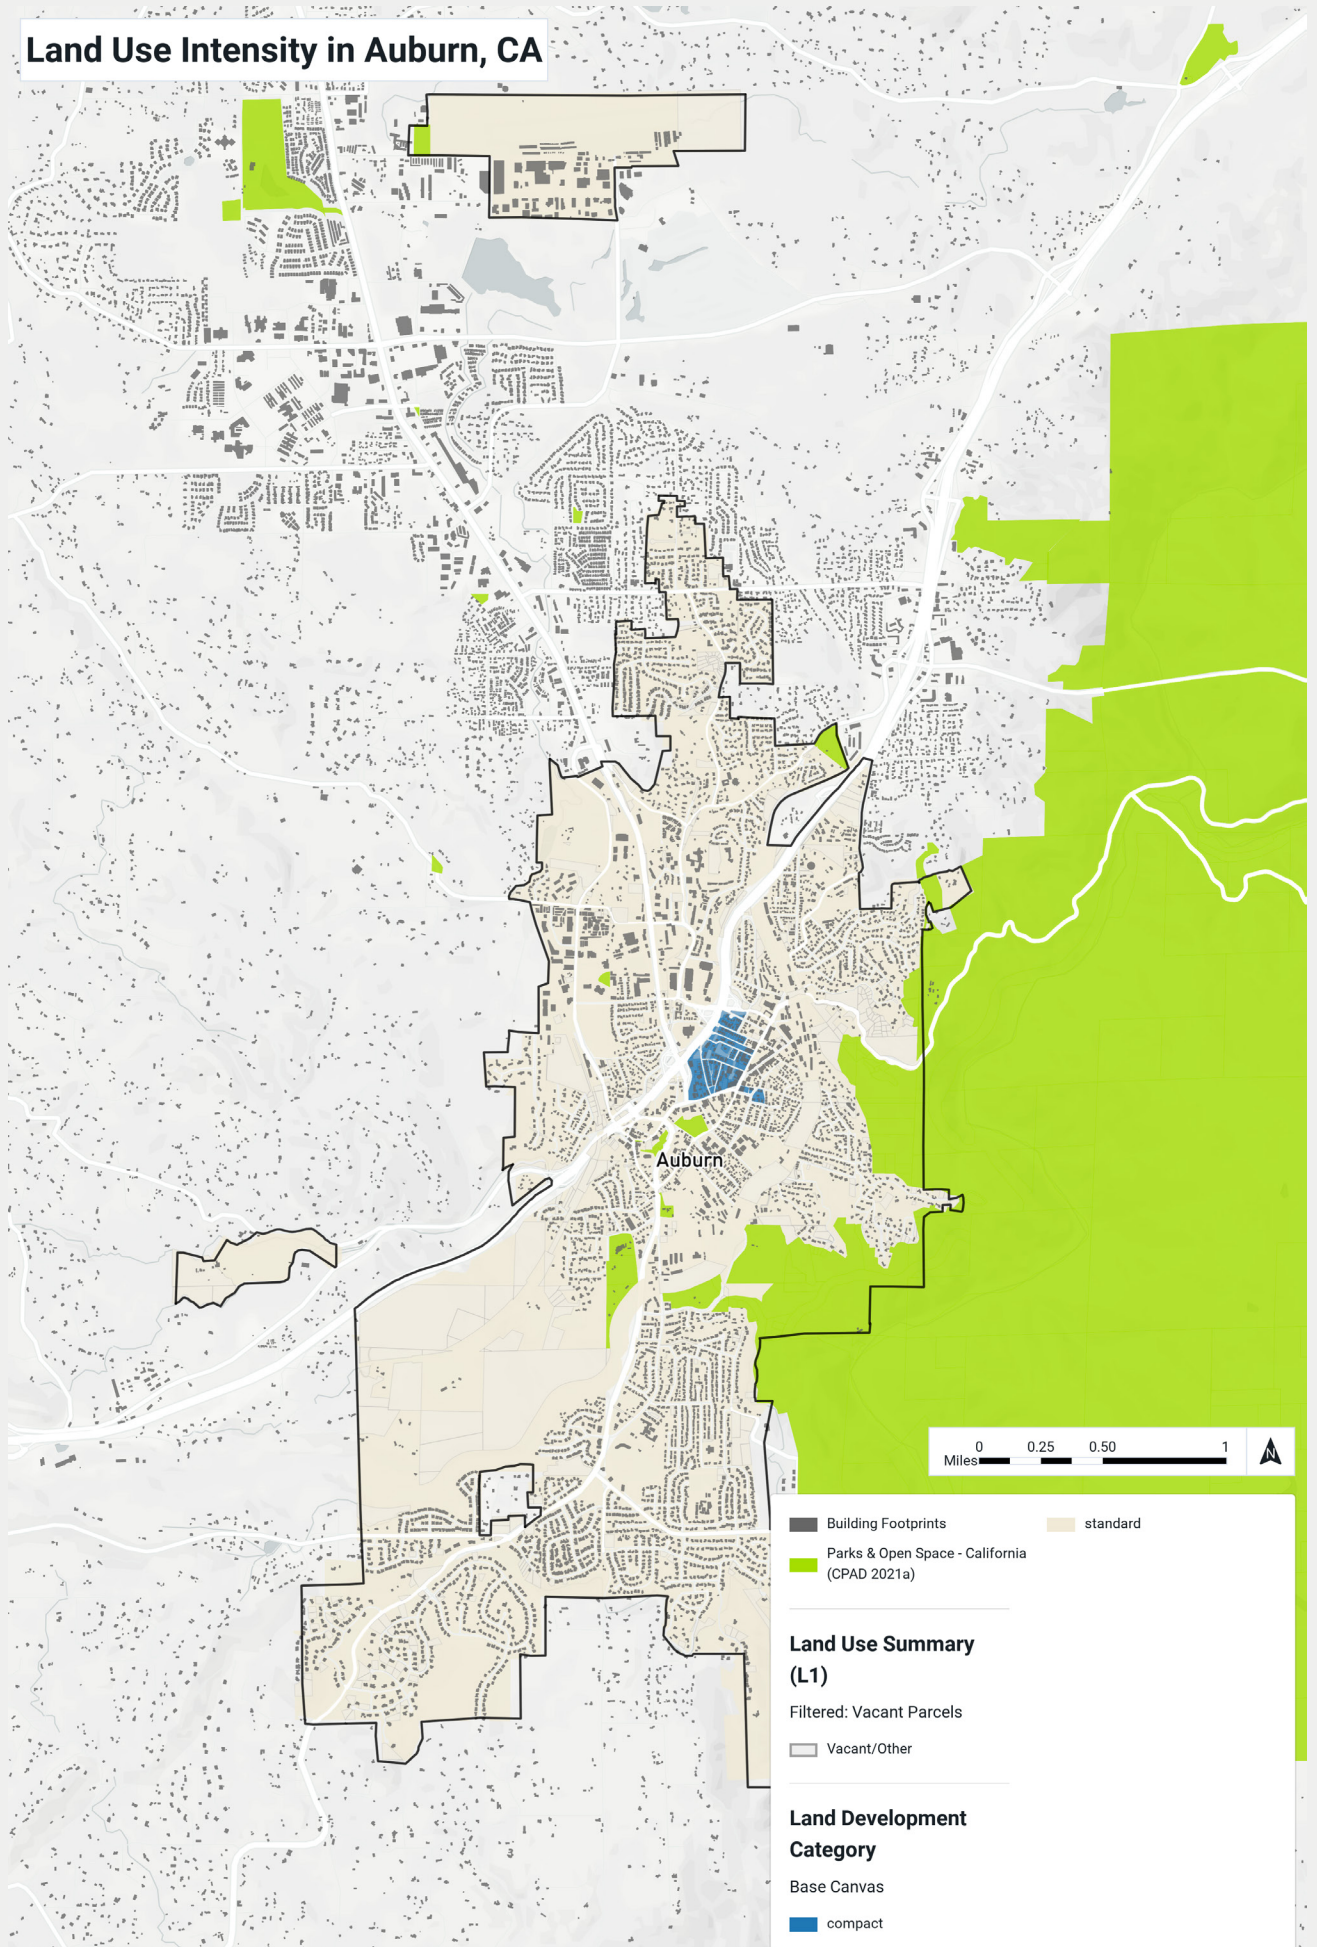 Land Use Intensity in Auburn, CA
Auburn
0 0.25 0.50 1
Miles
N
Building Footprints
standard
Parks & Open Space - California
(CPAD 2021a)
Land Use Summary
(L1)
Filtered: Vacant Parcels
Vacant/Other
Land Development
Category
Base Canvas
compact